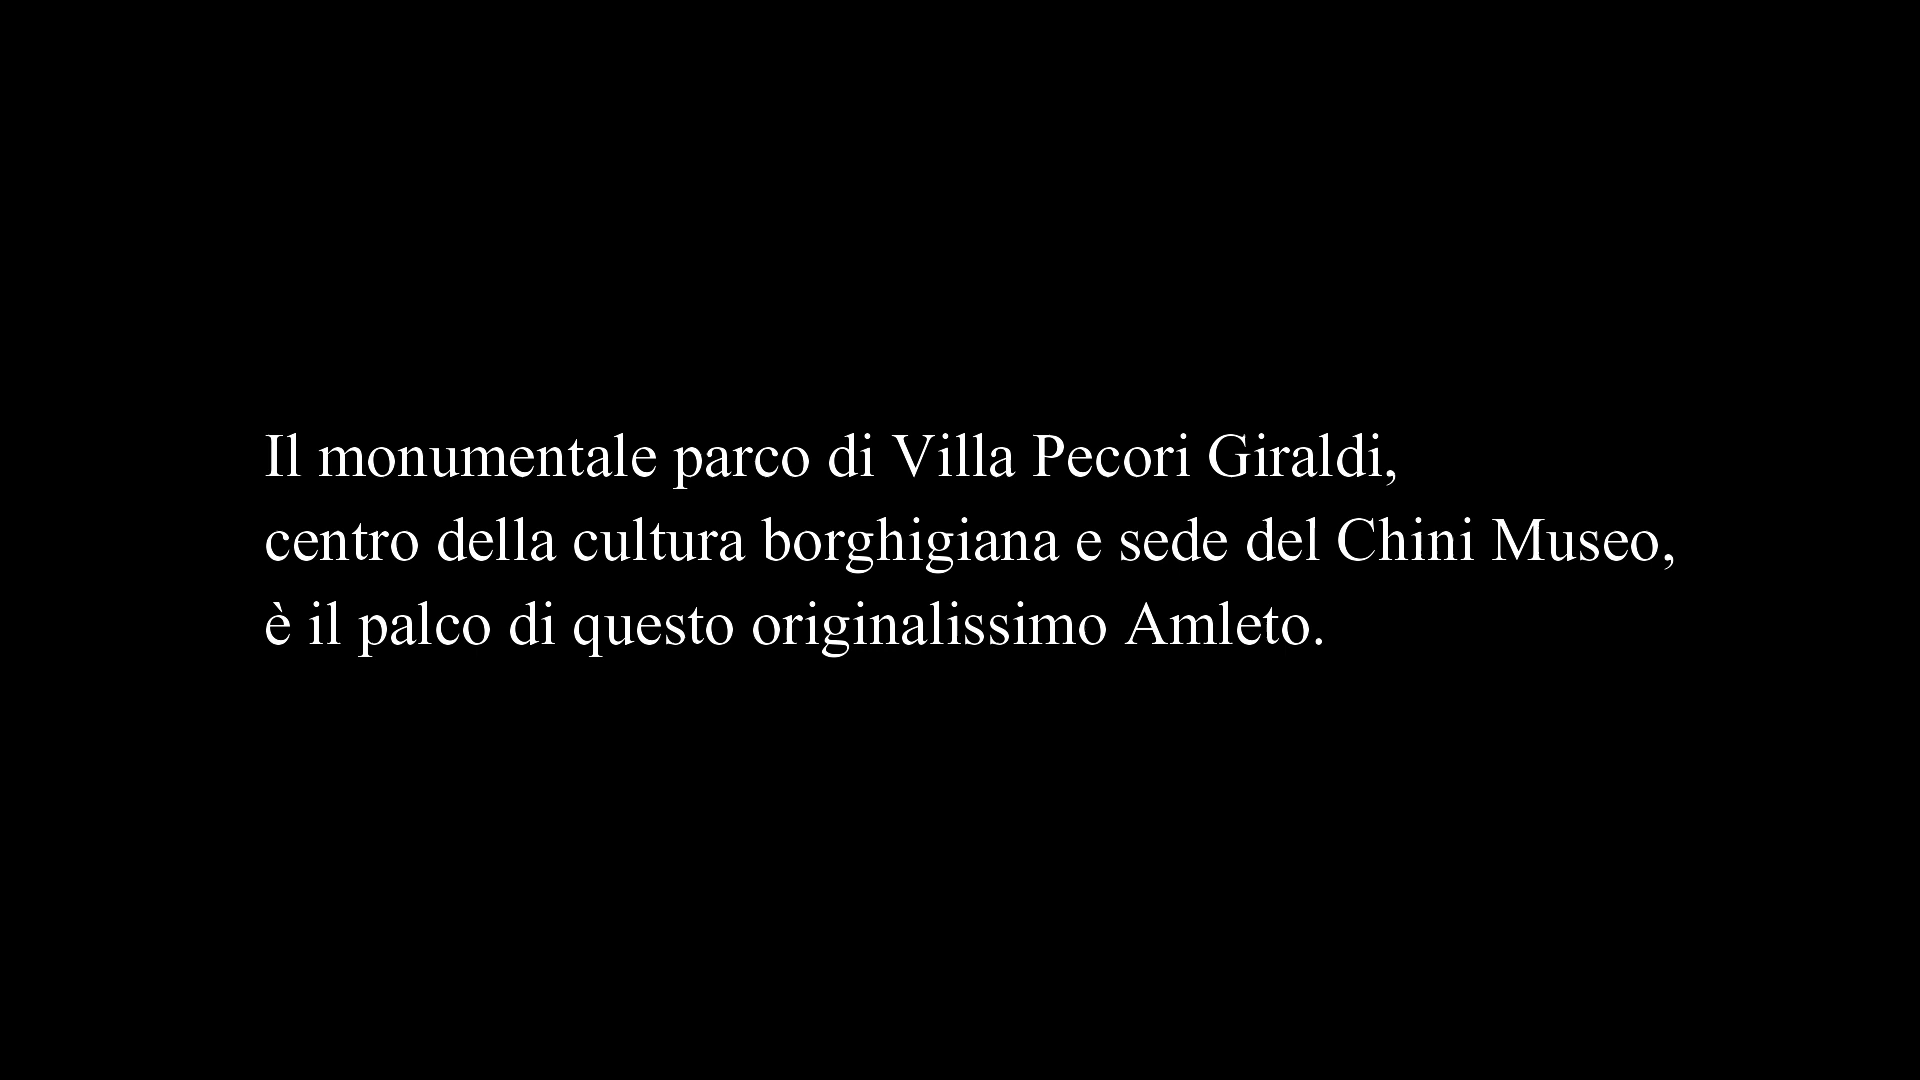 Il monumentale parco di Villa Pecori Giraldi,
centro della cultura borghigiana e sede del Chini Museo,
è il palco di questo originalissimo Amleto.